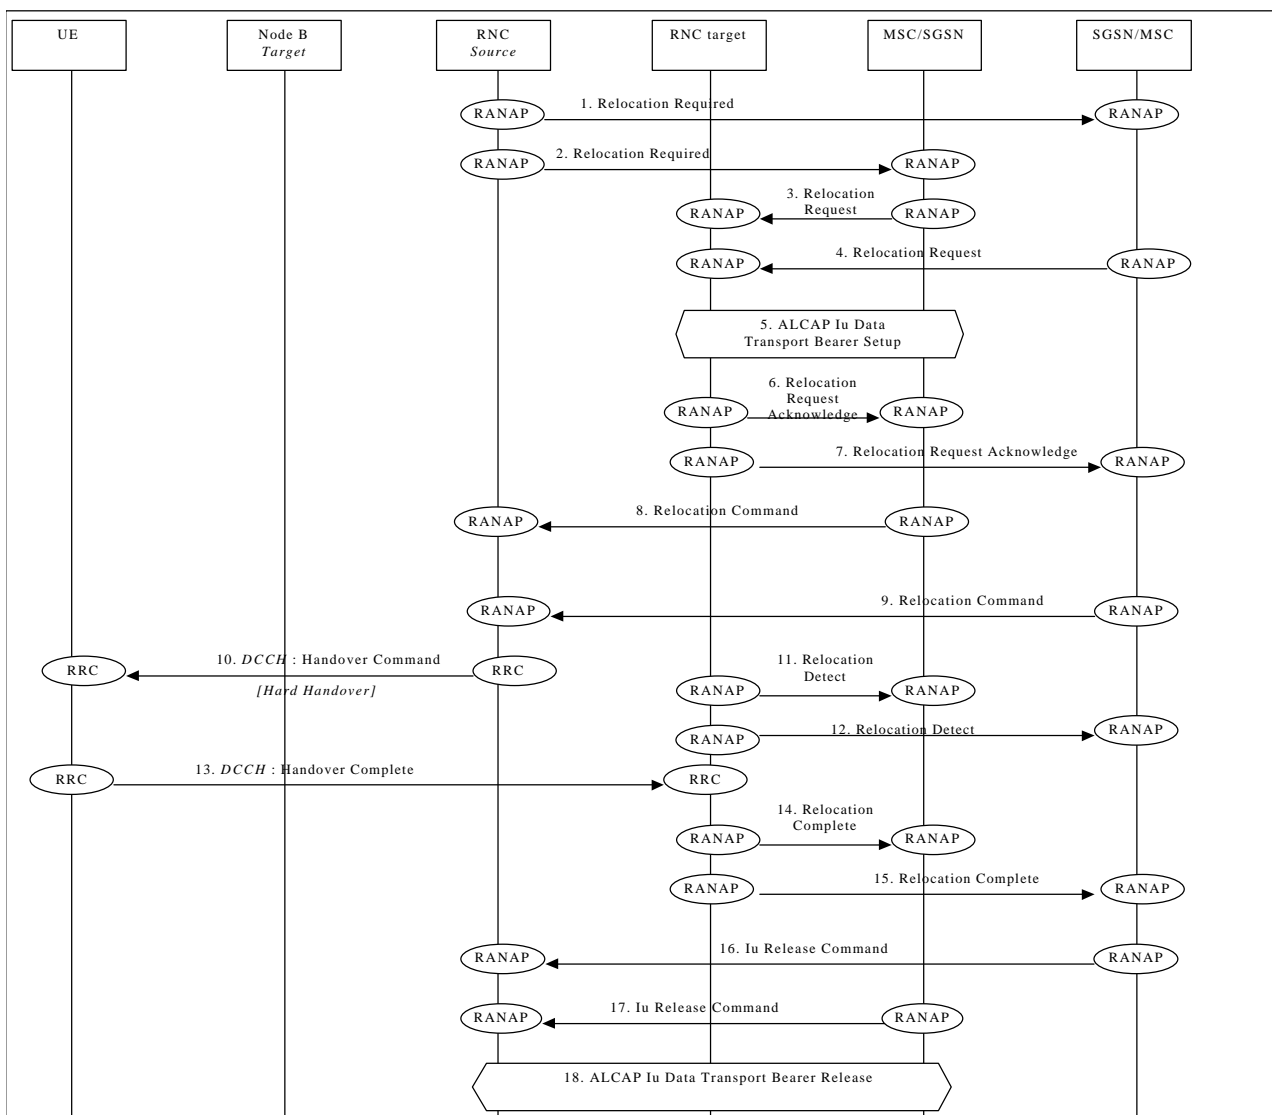 UE
Node B
Target
RNC
Source
RNC target
MSC/SGSN
SGSN/MSC
RANAP
1. Relocation Required
RANAP
RANAP
2. Relocation Required
RANAP
RANAP
3. Relocation
Request
RANAP
RANAP
4. Relocation Request
RANAP
5. ALCAP Iu Data
Transport Bearer Setup
RANAP
6. Relocation
Request
Acknowledge
RANAP
RANAP
7. Relocation Request Acknowledge
RANAP
RANAP
8. Relocation Command
RANAP
RANAP
9. Relocation Command
RANAP
RRC
10. DCCH : Handover Command
[Hard Handover]
RRC
RANAP
11. Relocation
Detect
RANAP
RANAP
12. Relocation Detect
RANAP
RRC
13. DCCH : Handover Complete
RRC
RANAP
14. Relocation
Complete
RANAP
RANAP
15. Relocation Complete
RANAP
RANAP
16. Iu Release Command
RANAP
RANAP
17. Iu Release Command
RANAP
18. ALCAP Iu Data Transport Bearer Release